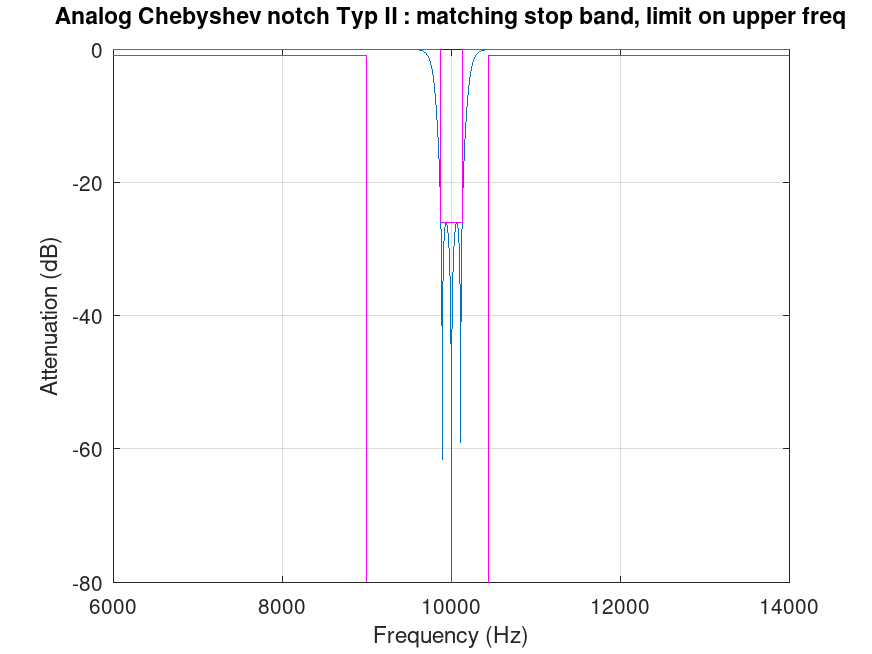 Analog Chebyshev notch Typ II : matching stop band, limit on upper freq
0
-20
-40
-60
-80
6000 8000 10000 12000 14000
Frequency (Hz)
Attenuation (dB)